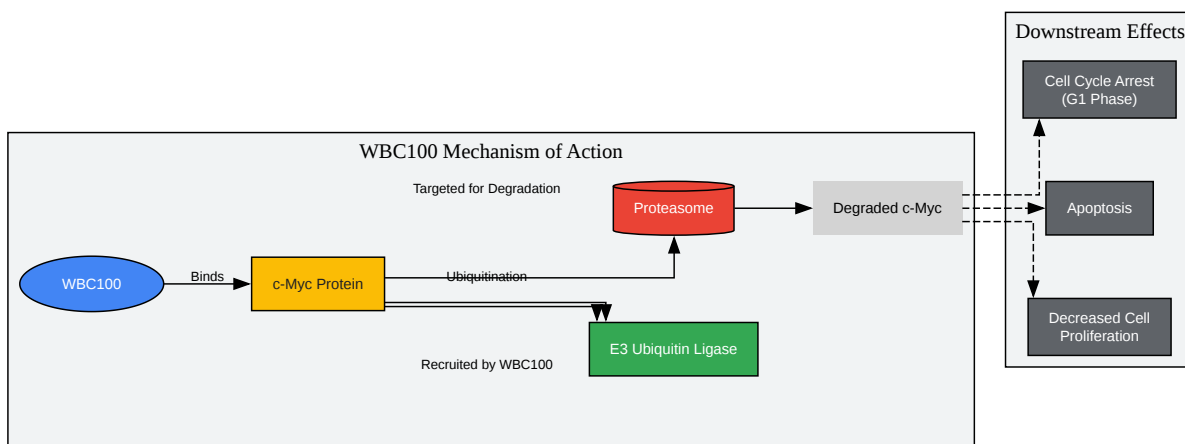 Downstream Effects
Cell Cycle Arrest
(G1 Phase)
WBC100 Mechanism of Action
Targeted for Degradation
Proteasome
Degraded c-Myc
Apoptosis
WBC100
Binds
c-Myc Protein
Ubiquitination
Decreased Cell
Proliferation
E3 Ubiquitin Ligase
Recruited by WBC100